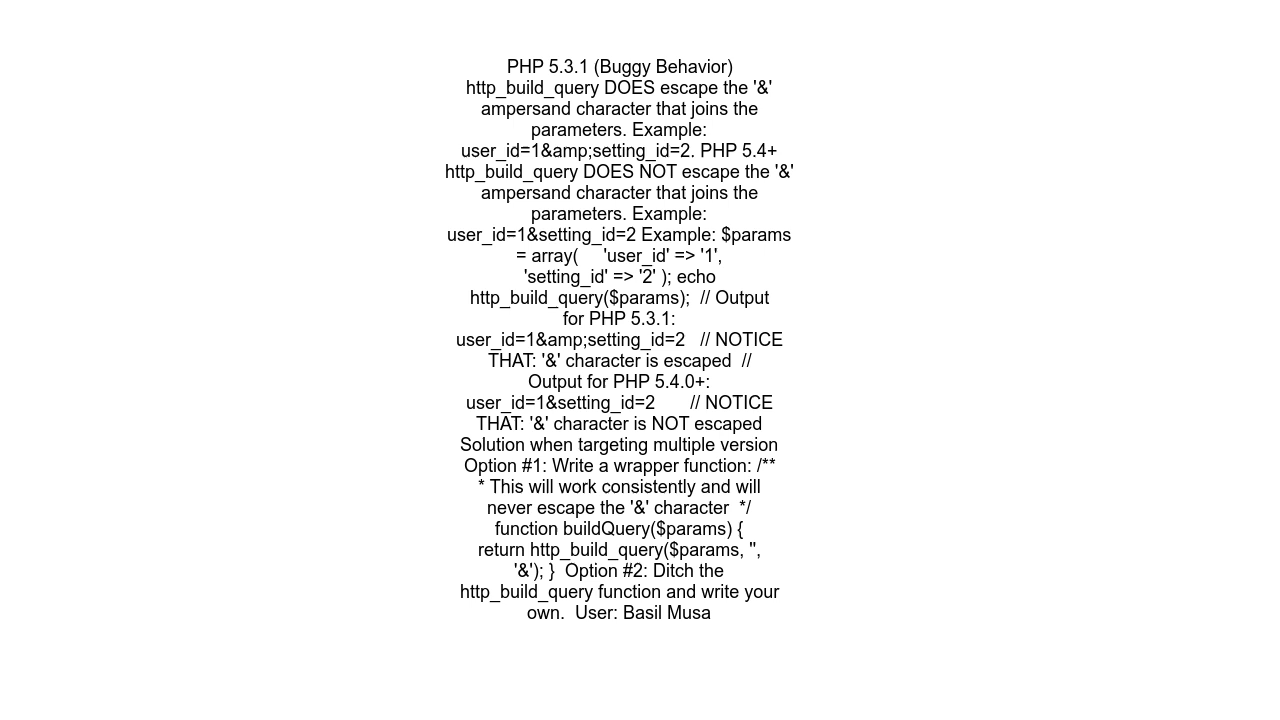 PHP 5.3.1 (Buggy Behavior)
http_build_query DOES escape the '&'
ampersand character that joins the
parameters. Example:
user_id=1&amp;setting_id=2. PHP 5.4+
http_build_query DOES NOT escape the '&'
ampersand character that joins the
parameters. Example:
user_id=1&setting_id=2 Example: $params
= array(     'user_id' => '1',
'setting_id' => '2' ); echo
http_build_query($params);  // Output
for PHP 5.3.1:
user_id=1&amp;setting_id=2   // NOTICE
THAT: '&' character is escaped  //
Output for PHP 5.4.0+:
user_id=1&setting_id=2       // NOTICE
THAT: '&' character is NOT escaped
Solution when targeting multiple version
Option #1: Write a wrapper function: /**
* This will work consistently and will
never escape the '&' character  */
function buildQuery($params) {
return http_build_query($params, '',
'&'); }  Option #2: Ditch the
http_build_query function and write your
own.  User: Basil Musa